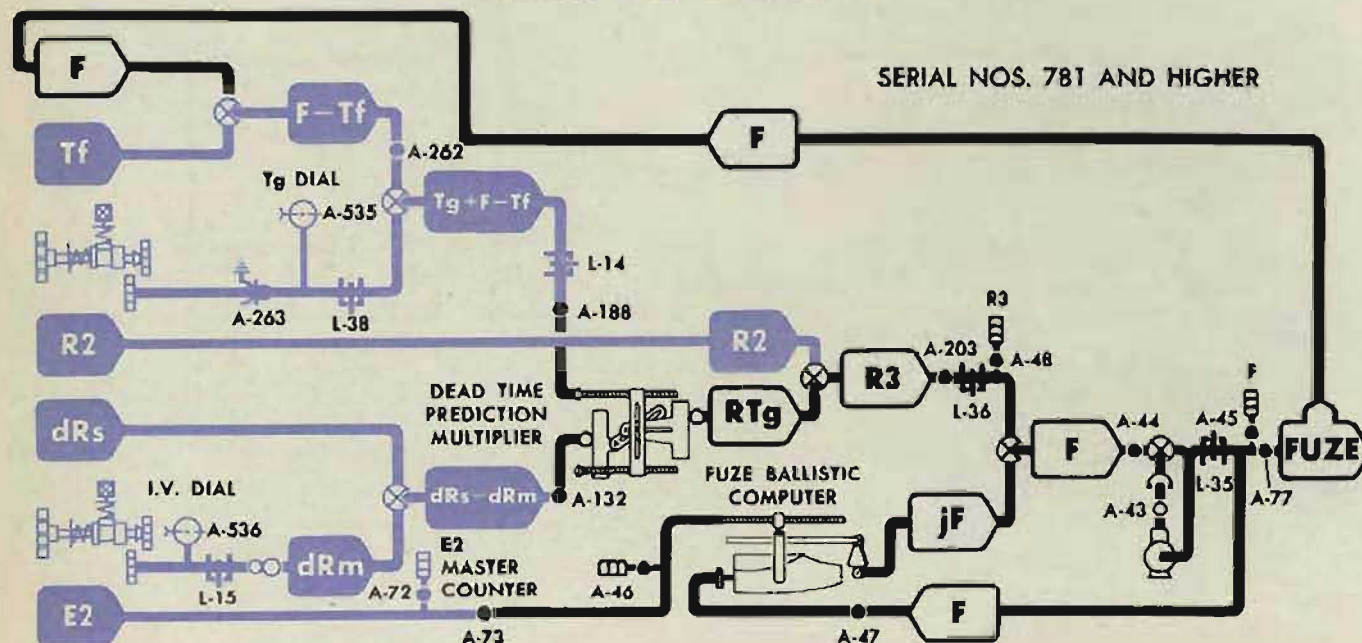 F
SERIAL NOS. 781 AND HIGHER
Tf
F-Tf
F
A-262
Tg DIAL
A-535
Tg+F-Tf
L-14
A-263
L-38
A-188
R2
R2
R3
A-203
A-48
DEAD TIME
PREDICTION
MULTIPLIER
RTg
R3
L-36
F
dRs
A-44
A-45
F
FUZE
I.V. DIAL
dRs-dRm
A-132
FUZE BALLISTIC
COMPUTER
L-35
A-77
A-536
A-43
E2
MASTER
COUNTER
jF
dRm
L-15
A-72
A-46
E2
A-73
A-47
F